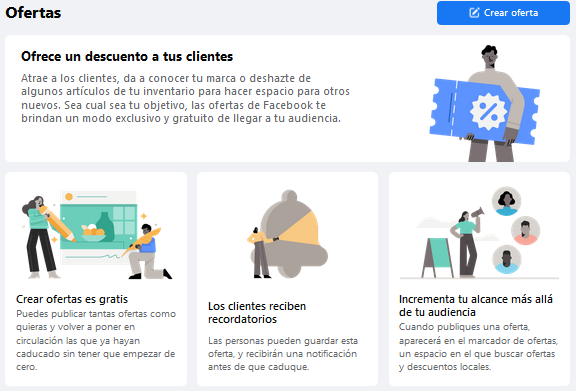 Ofertas
Crear oferta
Ofrece un descuento a tus clientes
Atrae a los clientes, da a conocer tu marca o deshazte de
algunos artículos de tu inventario para hacer espacio para otros
nuevos. Sea cual sea tu objetivo, las ofertas de Facebook te
brindan un modo exclusivo y gratuito de llegar a tu audiencia.
Crear ofertas es gratis
Puedes publicar tantas ofertas como
quieras y volver a poner en
circulación las que ya hayan
caducado sin tener que empezar de
cero.
Los clientes reciben
recordatorios
Las personas pueden guardar esta
oferta, y recibirán una notificación
antes de que caduque.
Incrementa tu alcance más allá
de tu audiencia
Cuando publiques una oferta,
aparecerá en el marcador de ofertas,
un espacio en el que buscar ofertas
y descuentos locales.